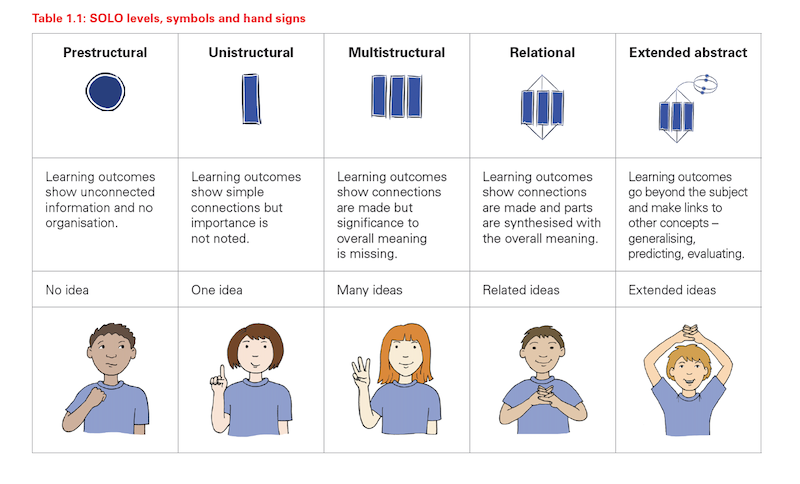 Table 1.1: SOLO levels, symbols and hand signs
Prestructural
Unistructural
Multistructural
Relational
Extended abstract
Learning outcomes
show unconnected
information and no
organisation.
Learning outcomes
show simple
connections but
importance is
not noted.
Learning outcomes
show connections
are made but
significance to
overall meaning
is missing.
Learning outcomes
show connections
are made and parts
are synthesised with
the overall meaning.
Learning outcomes
go beyond the subject
and make links to
other concepts –
generalising,
predicting, evaluating.
No idea
One idea
Many ideas
Related ideas
Extended ideas